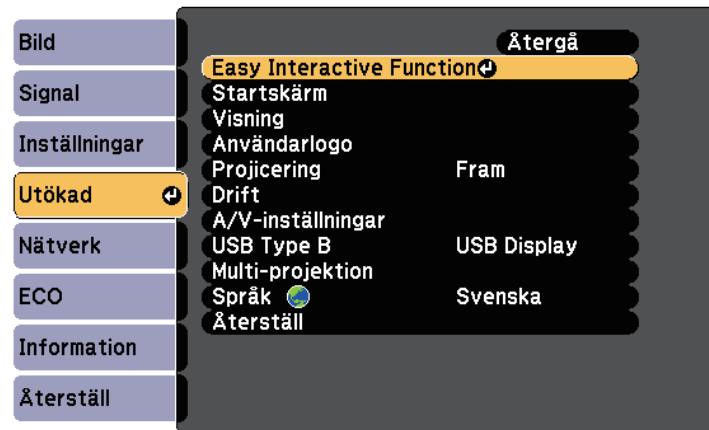 Bild
Signal
Inställningar
Utökad
Nätverk
ECO
Information
Återställ
Återgå
Easy Interactive Function
Startskärm
Visning
Användarlogo
Projicering Fram
Drift
A/V-inställningar
USB Type B USB Display
Multi-projektion
Språk Svenska
Återställ